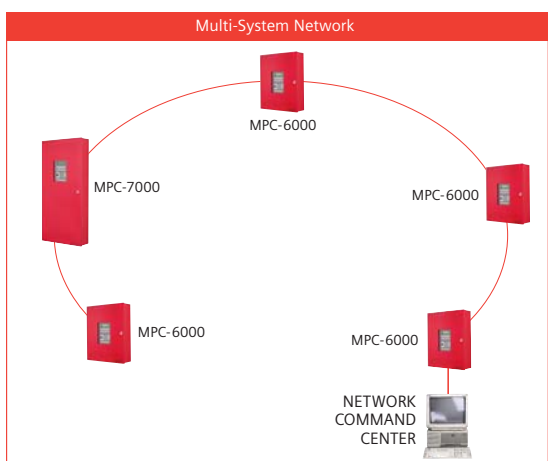 Multi-System Network
MPC-6000
MPC-7000
MPC-6000
MPC-6000
MPC-6000
NETWORK
COMMAND
CENTER